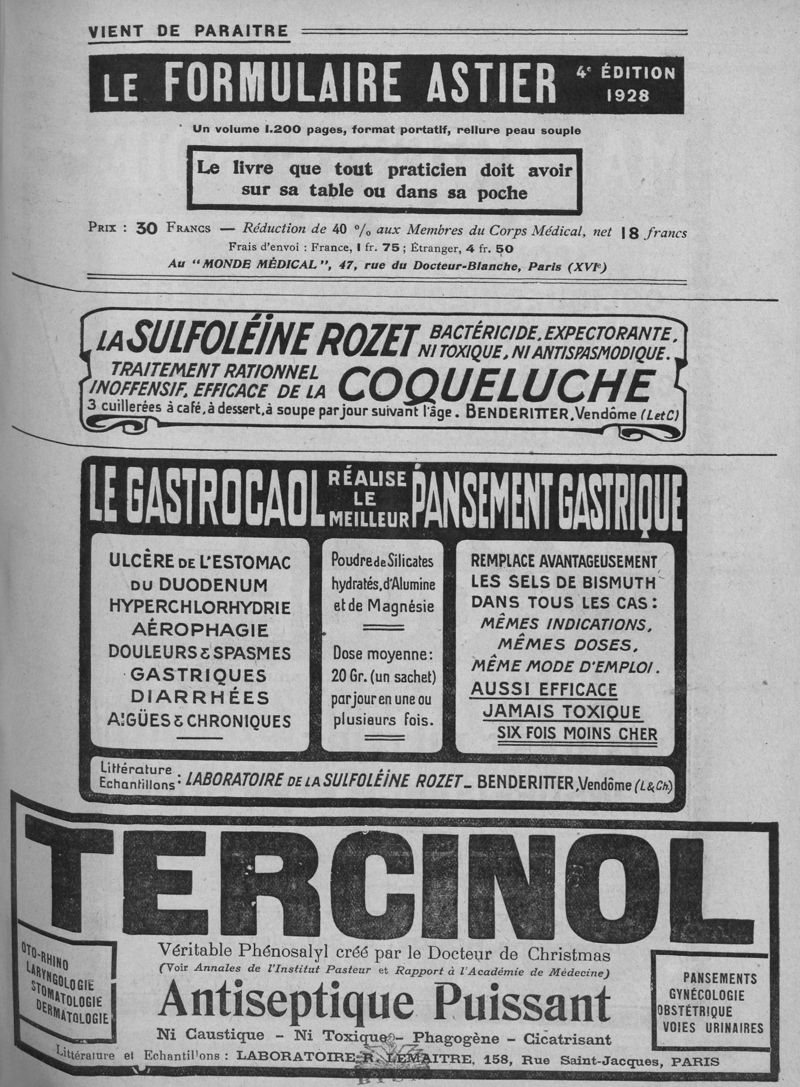 VIENT DE PARAITRE
LE FORMULAIRE ASTIER 4e ÉDITION
1928
Un volume 1.200 pages, format portatif, reliure peau souple
Le livre que tout praticien doit avoir
sur sa table ou dans sa poche
PRIX : 30 FRANCS — Réduction de 40 % aux Membres du Corps Médical, net 18 francs
Frais d'envoi : France, 1 fr. 75 ; Étranger, 4 fr. 50
Au "MONDE MÉDICAL", 47, rue du Docteur-Blanche, Paris (XVIe)
LA SULFOLÉÏNE ROZET BACTÉRICIDE, EXPECTORANTE,
NI TOXIQUE, NI ANTISPASMODIQUE.
TRAITEMENT RATIONNEL
INOFFENSIF, EFFICACE DE LA COQUELUCHE
3 cuillerées à café, à dessert, à soupe par jour suivant l'âge. BENDERITTER, Vendôme (L et C)
LE GASTROCAOL RÉALISE LE MEILLEUR PANSEMENT GASTRIQUE
ULCÈRE DE L'ESTOMAC
DU DUODENUM
HYPERCHLORHYDRIE
AÉROPHAGIE
DOULEURS & SPASMES
GASTRIQUES
DIARRHÉES
AIGÜES & CHRONIQUES
Poudre de Silicates
hydratés, d'Alumine
et de Magnésie
Dose moyenne:
20 Gr. (un sachet)
par jour en une ou
plusieurs fois.
REMPLACE AVANTAGEUSEMENT
LES SELS DE BISMUTH
DANS TOUS LES CAS:
MÊMES INDICATIONS,
MÊMES DOSES,
MÊME MODE D'EMPLOI.
AUSSI EFFICACE
JAMAIS TOXIQUE
SIX FOIS MOINS CHER
Littérature
Echantillons : LABORATOIRE DE LA SULFOLÉÏNE ROZET_ BENDERITTER, Vendôme (L & Ch.)
TERCINOL
Véritable Phénosalyl créé par le Docteur de Christmas
(Voir Annales de l'Institut Pasteur et Rapport à l'Académie de Médecine)
OTO-RHINO
LARYNGOLOGIE
STOMATOLOGIE
DERMATOLOGIE
Antiseptique Puissant
Ni Caustique - Ni Toxique - Phagogène - Cicatrisant
PANSEMENTS
GYNÉCOLOGIE
OBSTÉTRIQUE
VOIES URINAIRES
Littérature et Echantillons : LABORATOIRE R. LEMAITRE, 158, Rue Saint-Jacques, PARIS